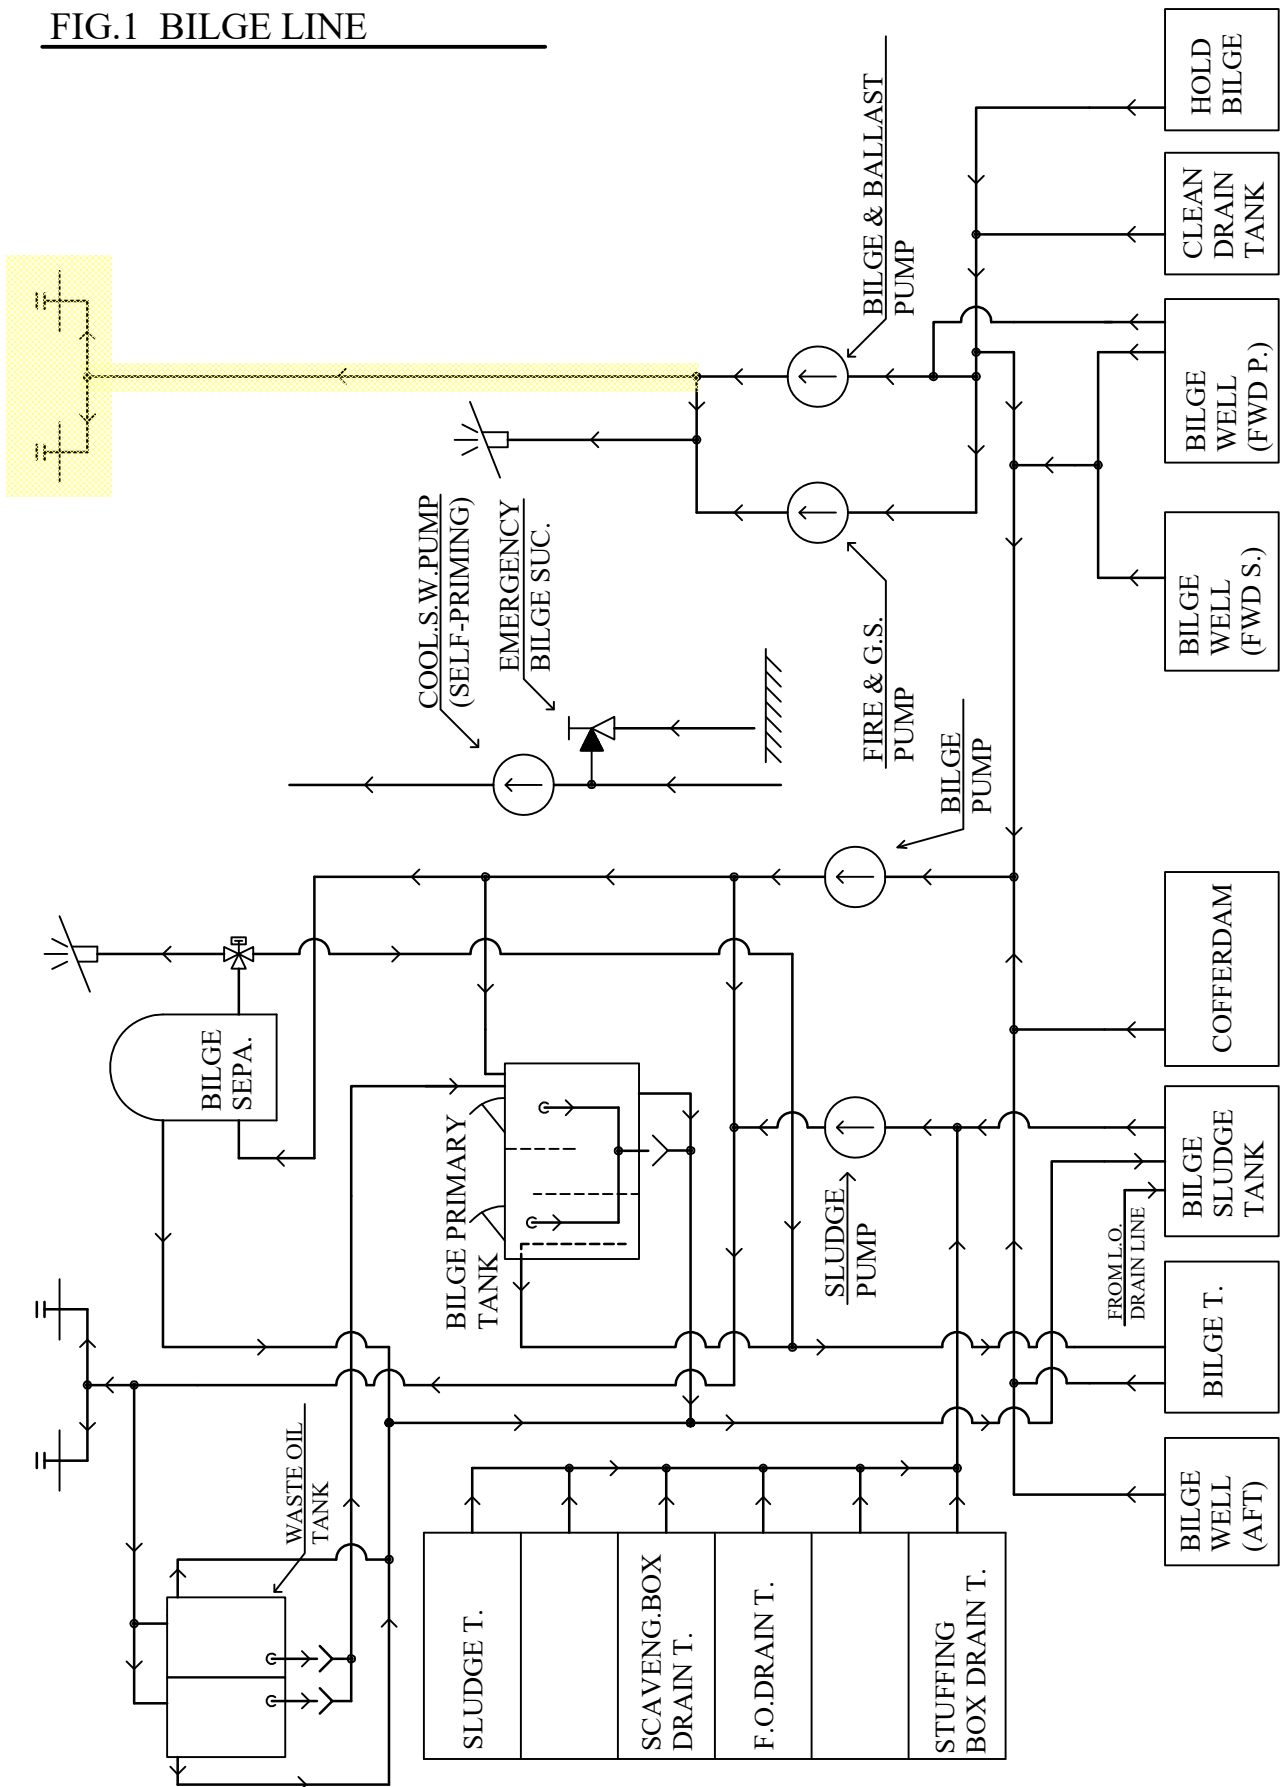 FIG.1 BILGE LINE
HOLD
BILGE
CLEAN
DRAIN
TANK
BILGE & BALLAST
PUMP
BILGE
WELL
(FWD P.)
BILGE
WELL
(FWD S.)
COOL.S.W.PUMP
(SELF-PRIMING)
EMERGENCY
BILGE SUC.
FIRE & G.S.
PUMP
BILGE
PUMP
COFFERDAM
BILGE
SEPA.
BILGE PRIMARY
TANK
SLUDGE
PUMP
BILGE
SLUDGE
TANK
FROM L.O.
DRAIN LINE
BILGE T.
WASTE OIL
TANK
BILGE
WELL
(AFT)
SLUDGE T.
SCAVENG.BOX
DRAIN T.
F.O.DRAIN T.
STUFFING
BOX DRAIN T.